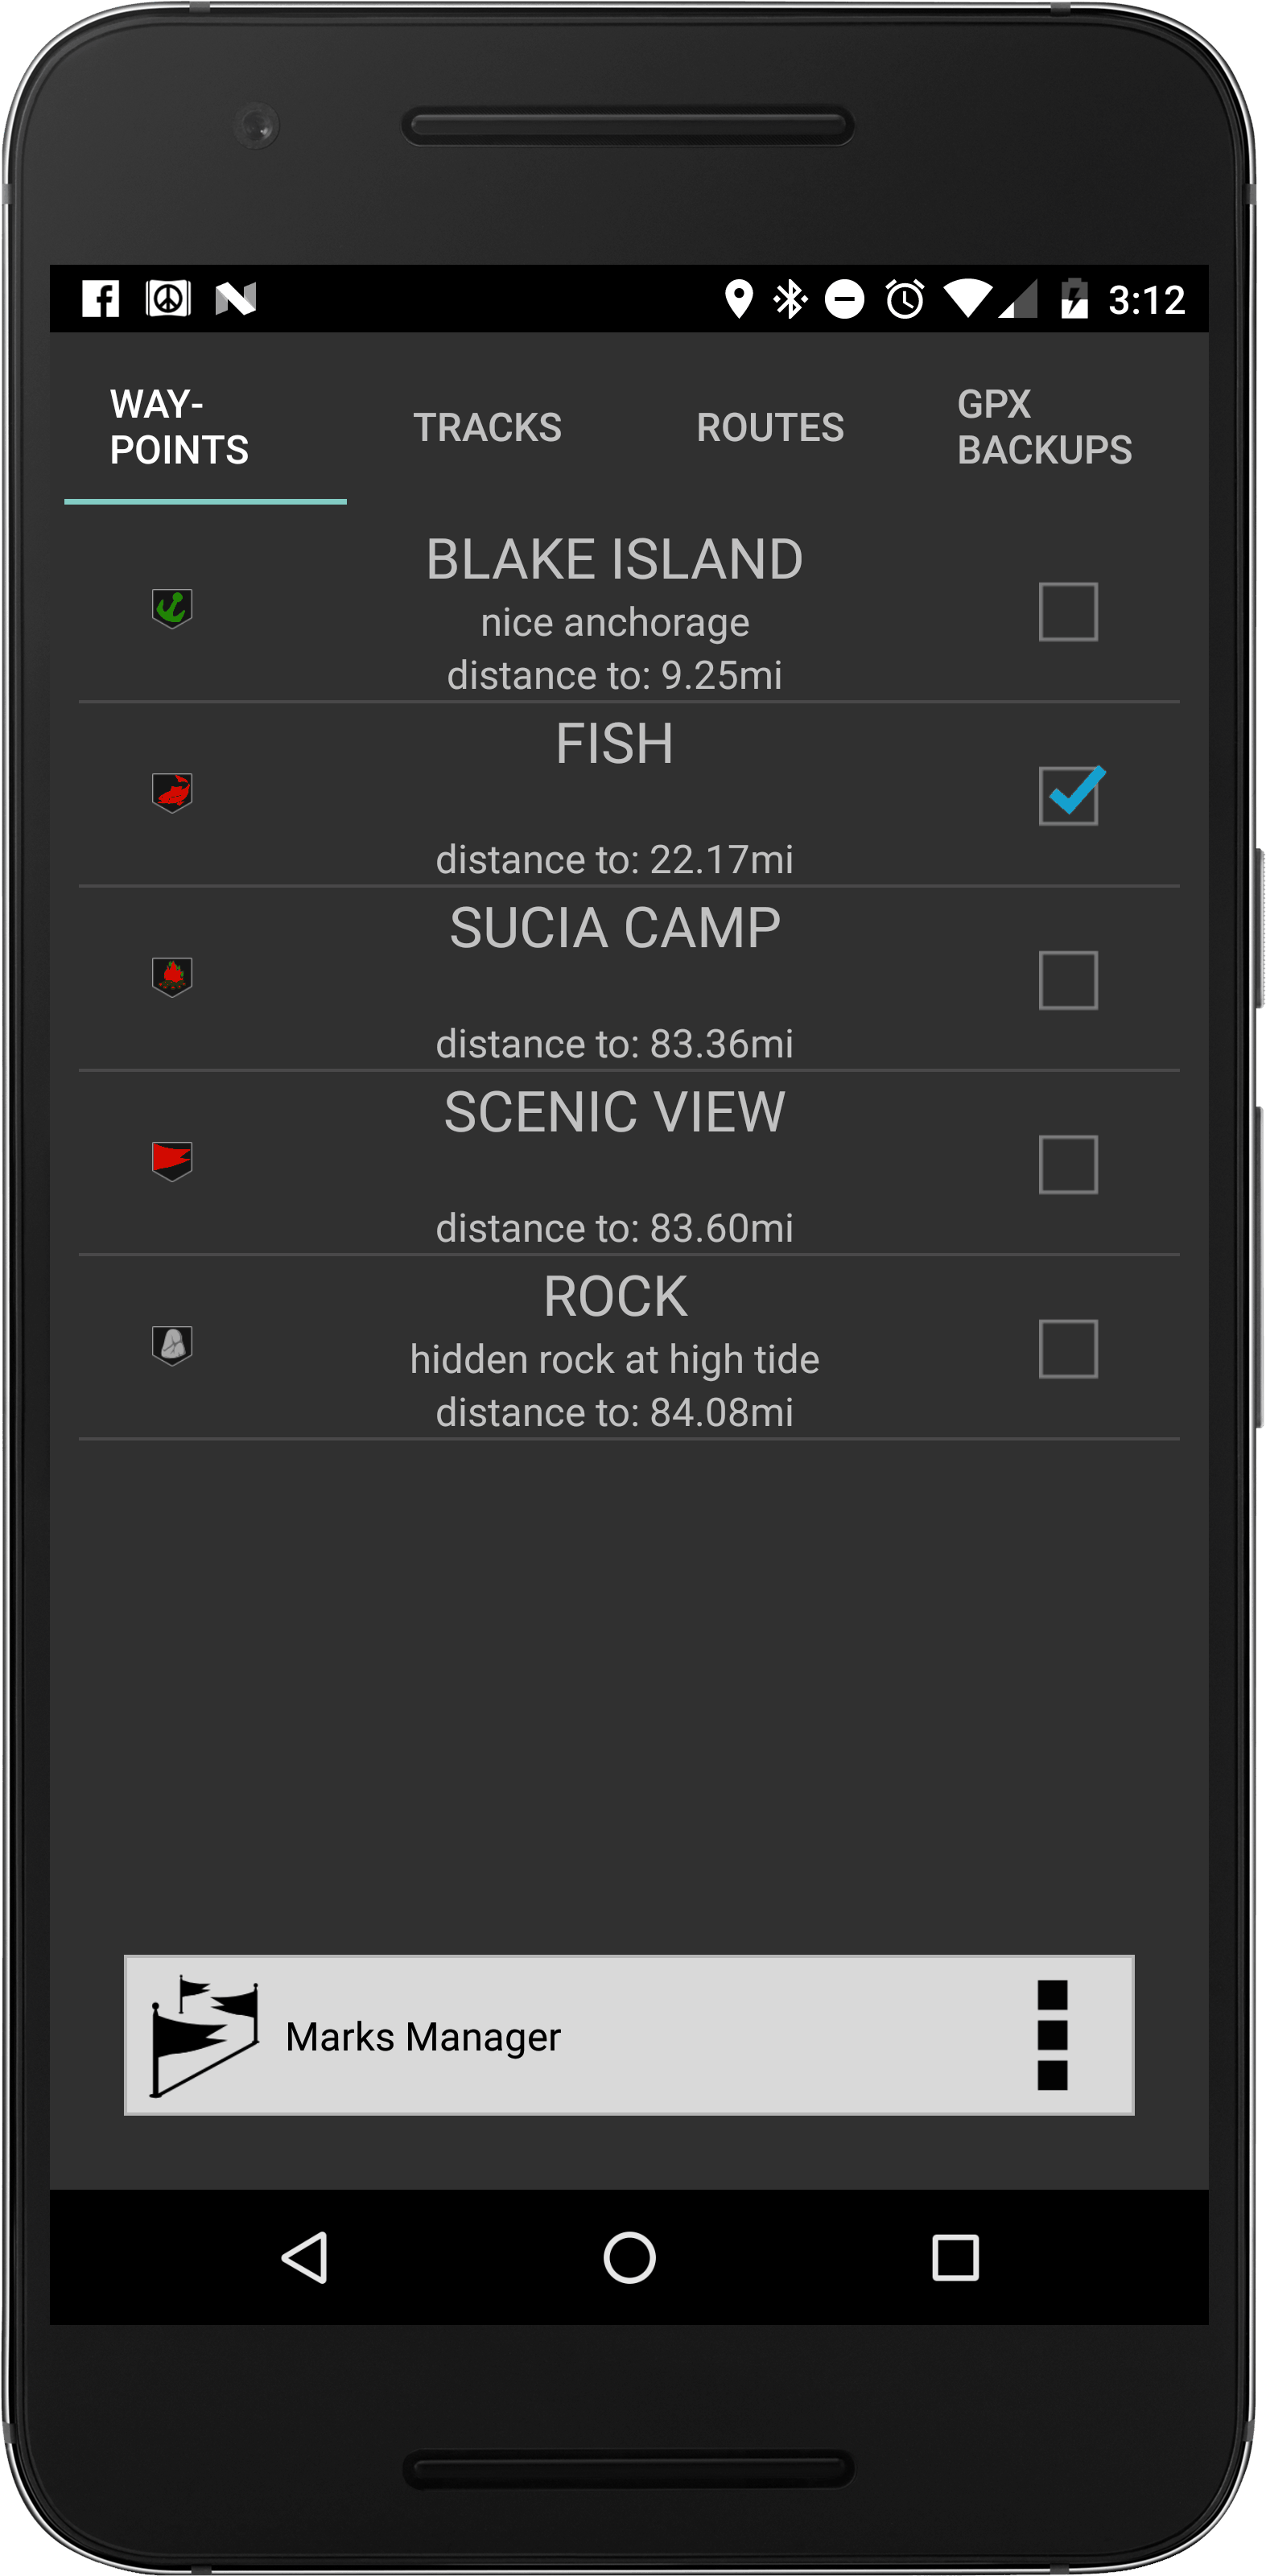 3:12
WAY-
POINTS
TRACKS
ROUTES
GPX
BACKUPS
BLAKE ISLAND
nice anchorage
distance to: 9.25mi
FISH
distance to: 22.17mi
SUCIA CAMP
distance to: 83.36mi
SCENIC VIEW
distance to: 83.60mi
ROCK
hidden rock at high tide
distance to: 84.08mi
Marks Manager